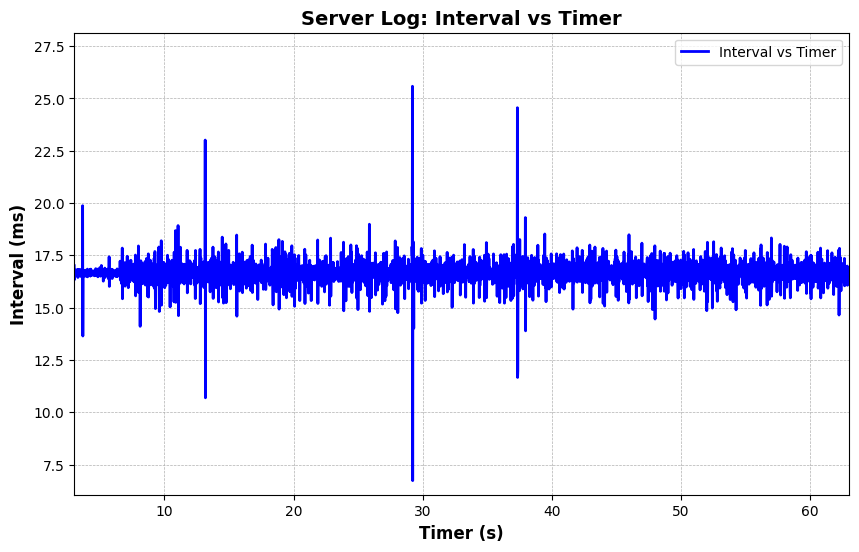 Server Log: Interval vs Timer
Interval vs Timer
27.5
25.0
22.5
20.0
17.5
15.0
12.5
10.0
7.5
Interval (ms)
10 20 30 40 50 60
Timer (s)